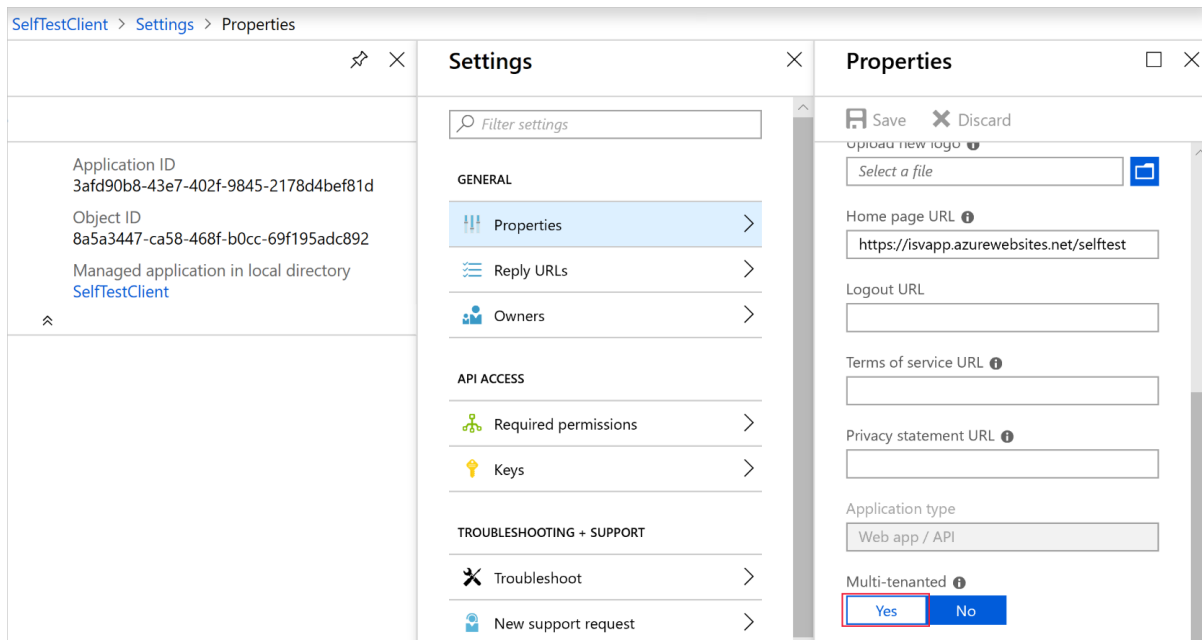 SelfTestClient > Settings > Properties
Application ID
3afd90b8-43e7-402f-9845-2178d4bef81d
Object ID
8a5a3447-ca58-468f-b0cc-69f195adc892
Managed application in local directory
SelfTestClient
Settings
Filter settings
GENERAL
Properties
Reply URLs
Owners
API ACCESS
Required permissions
Keys
TROUBLESHOOTING + SUPPORT
Troubleshoot
New support request
Properties
Save Discard
Upload new logo
Select a file
Home page URL
https://isvapp.azurewebsites.net/selftest
Logout URL
Terms of service URL
Privacy statement URL
Application type
Web app / API
Multi-tenanted
Yes No